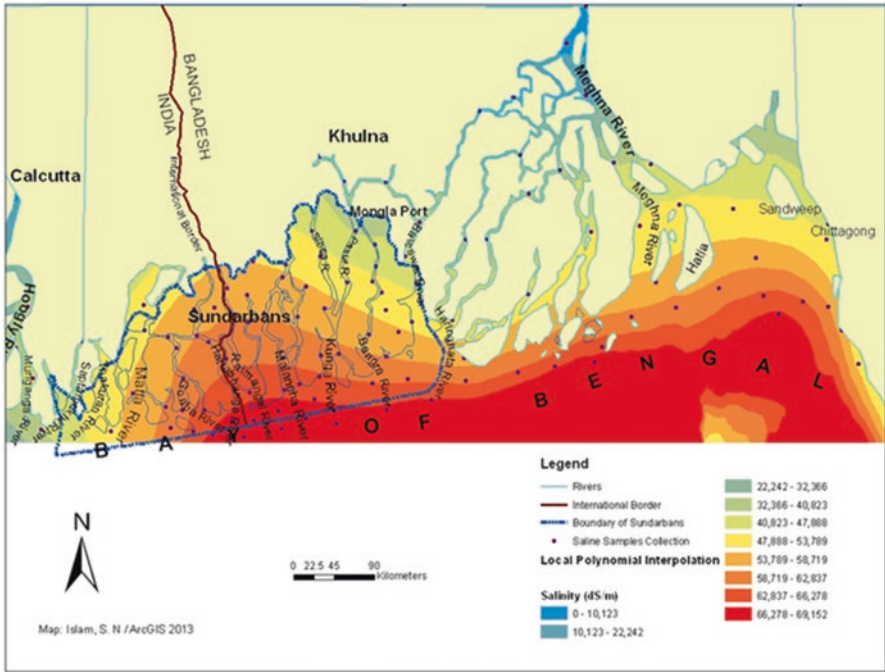 BANGLADESH
INDIA
International Border
Calcutta
Khulna
Mongla Port
Meghna River
Meghna River
Hatia
Sandweep
Chittagong
Sundarbans
Hoogly R
Matla River
Malancha River
Kunga River
Haringhata River
BAY OF BENGAL
N
0 22.5 45 90
Kilometers
Map: Islam, S. N /ArcGIS 2013
Legend
Rivers
International Border
Boundary of Sundarbans
Saline Samples Collection
Local Polynomial Interpolation
Salinity (dS/m)
0 - 10,123
10,123 - 22,242
22,242 - 32,366
32,366 - 40,823
40,823 - 47,888
47,888 - 53,789
53,789 - 58,719
58,719 - 62,837
62,837 - 66,278
66,278 - 69,152